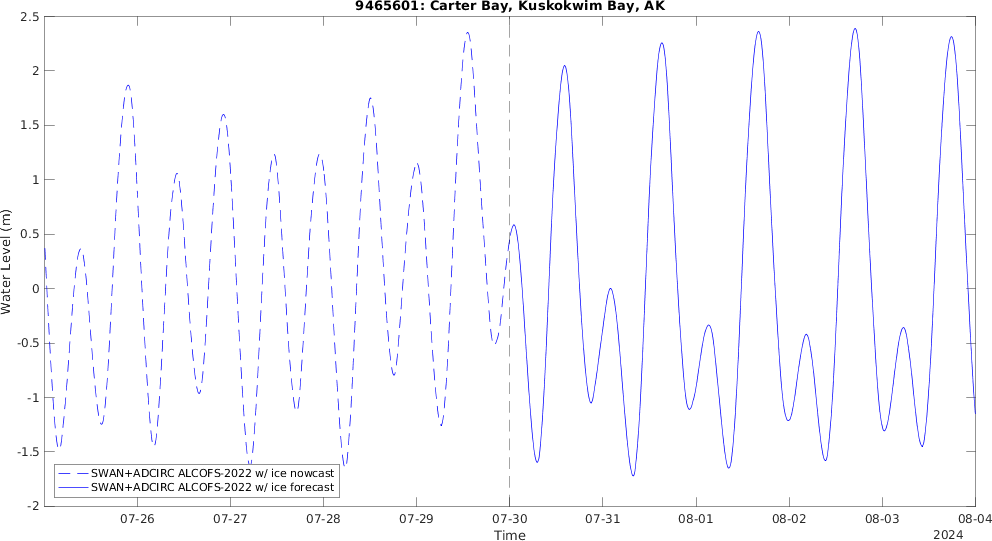 9465601: Carter Bay, Kuskokwim Bay, AK
2.5
2
1.5
1
0.5
0
-0.5
-1
-1.5
-2
Water Level (m)
SWAN+ADCIRC ALCOFS-2022 w/ ice nowcast
SWAN+ADCIRC ALCOFS-2022 w/ ice forecast
07-26 07-27 07-28 07-29 07-30 07-31 08-01 08-02 08-03 08-04
Time
2024